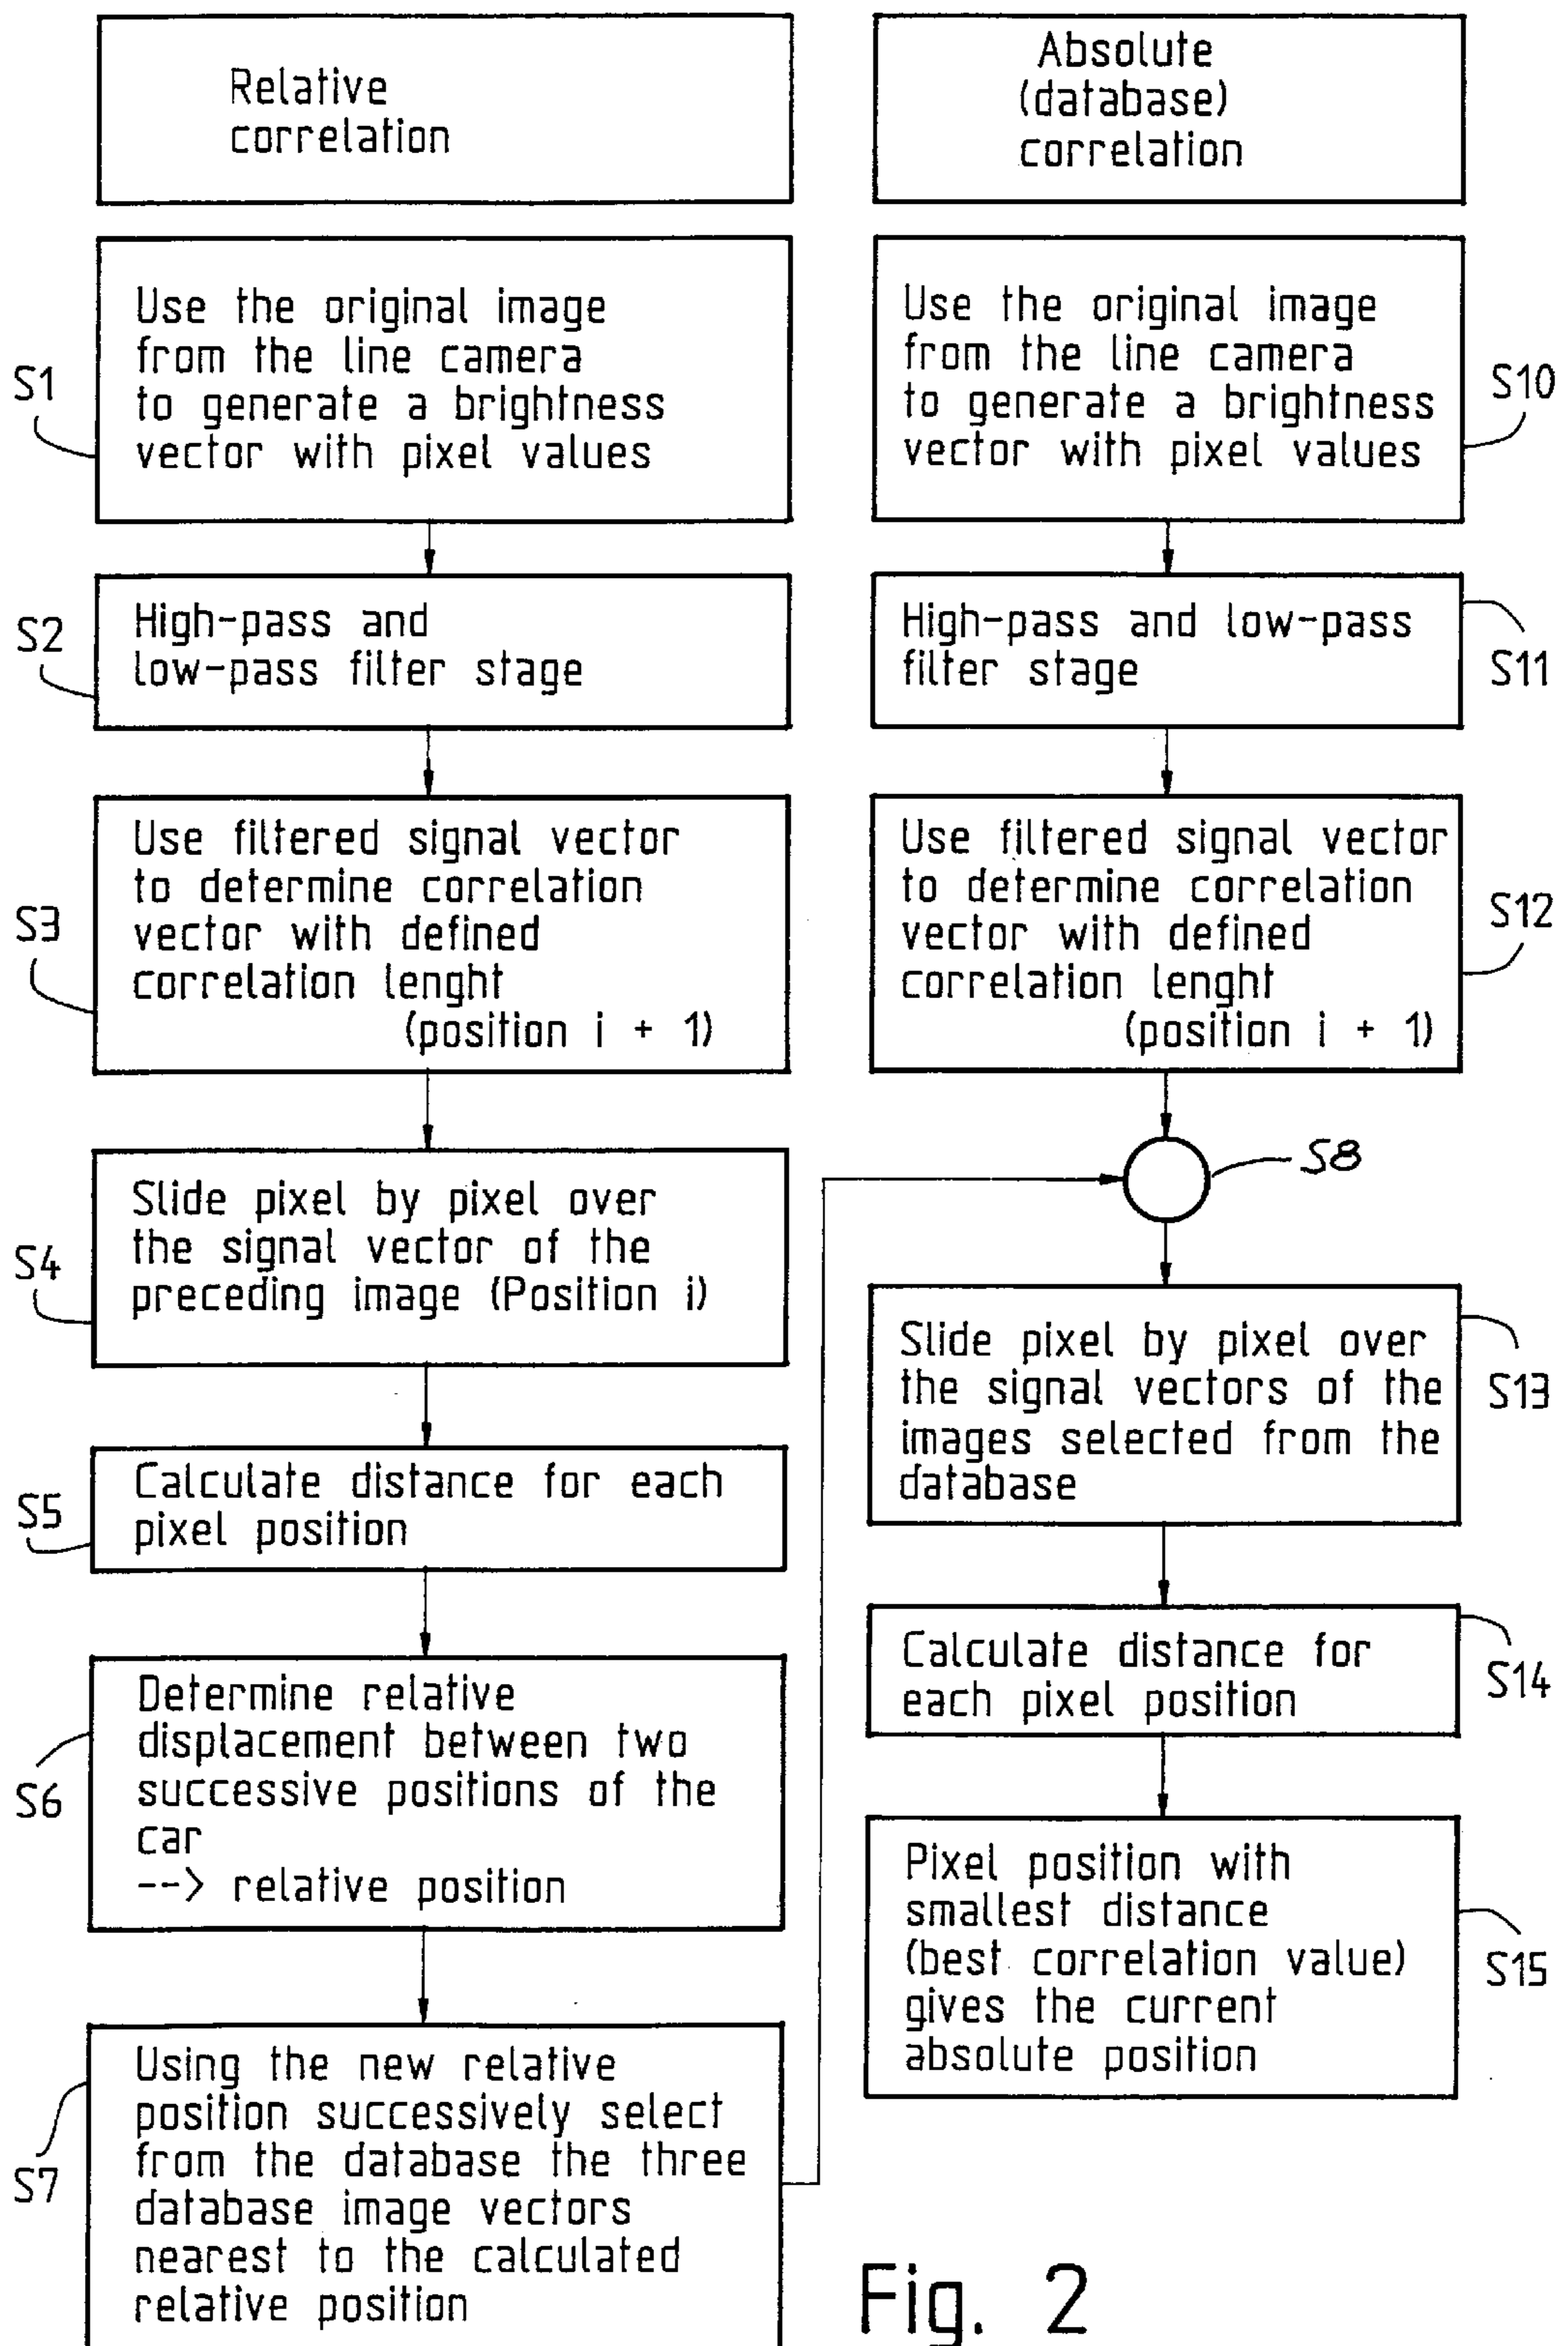 Relative
correlation
Use the original image
from the line camera
to generate a brightness
vector with pixel values
S1
High-pass and
low-pass filter stage
S2
Use filtered signal vector
to determine correlation
vector with defined
correlation lenght
(position i + 1)
S3
Slide pixel by pixel over
the signal vector of the
preceding image (Position i)
S4
Calculate distance for each
pixel position
S5
Determine relative
displacement between two
successive positions of the
car
--> relative position
S6
Using the new relative
position successively select
from the database the three
database image vectors
nearest to the calculated
relative position
S7
Absolute
(database)
correlation
Use the original image
from the line camera
to generate a brightness
vector with pixel values
S10
High-pass and low-pass
filter stage
S11
Use filtered signal vector
to determine correlation
vector with defined
correlation lenght
(position i + 1)
S12
S8
Slide pixel by pixel over
the signal vectors of the
images selected from the
database
S13
Calculate distance for
each pixel position
S14
Pixel position with
smallest distance
(best correlation value)
gives the current
absolute position
S15
Fig. 2